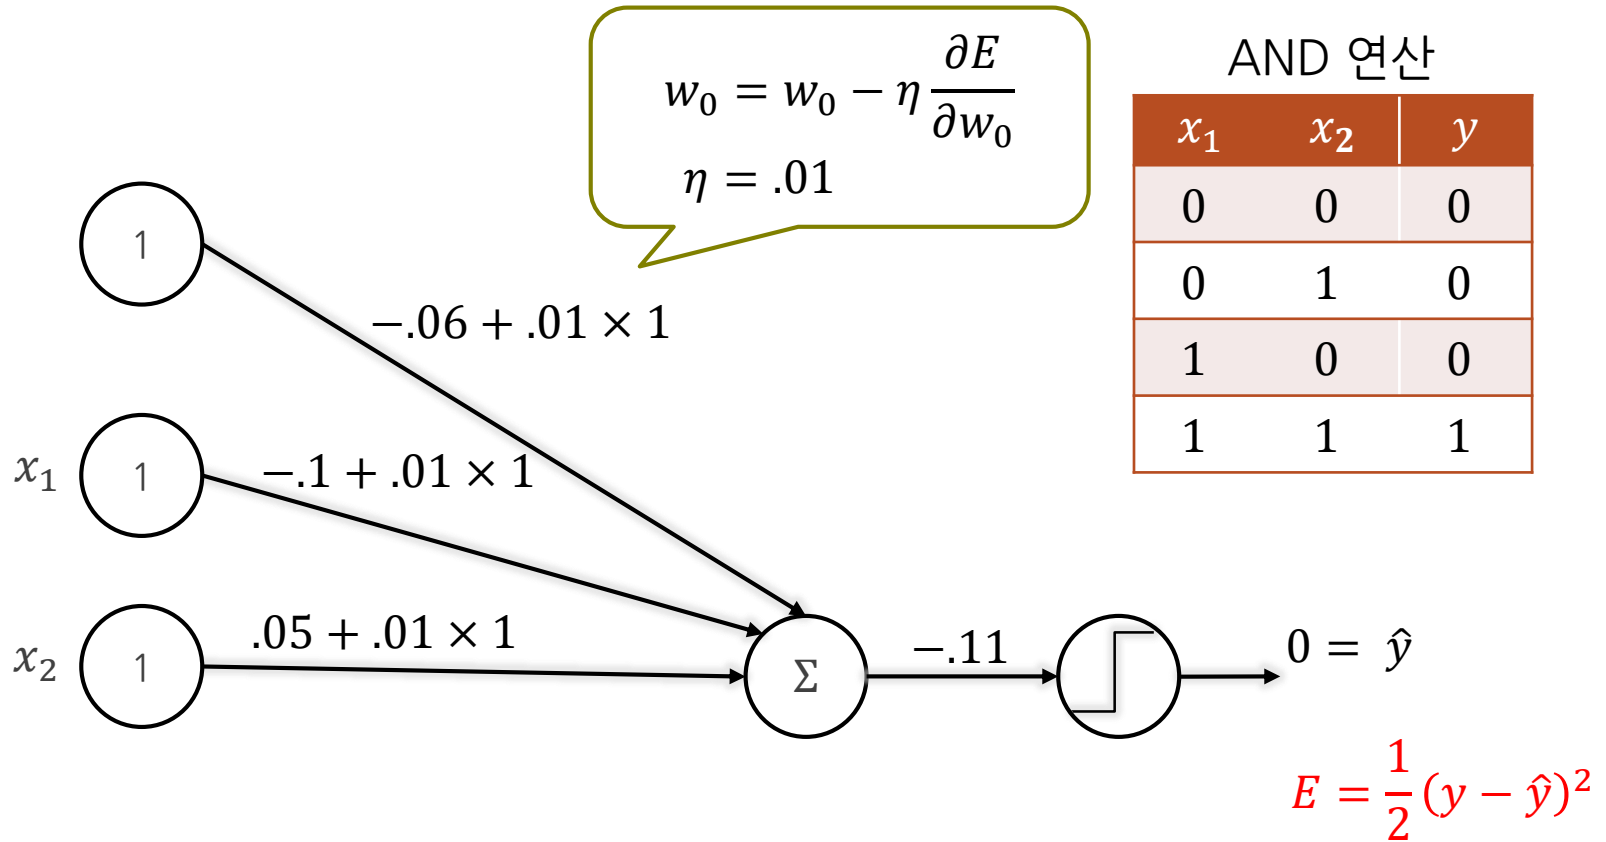 w₀ = w₀ − η ∂E/∂w₀
η = .01
AND 연산
x₁ x₂ y
0 0 0
0 1 0
1 0 0
1 1 1
1
−.06 + .01 × 1
x₁ 1 −.1 + .01 × 1
x₂ 1 .05 + .01 × 1
Σ −.11 0 = ŷ
E = 1/2 (y − ŷ)²